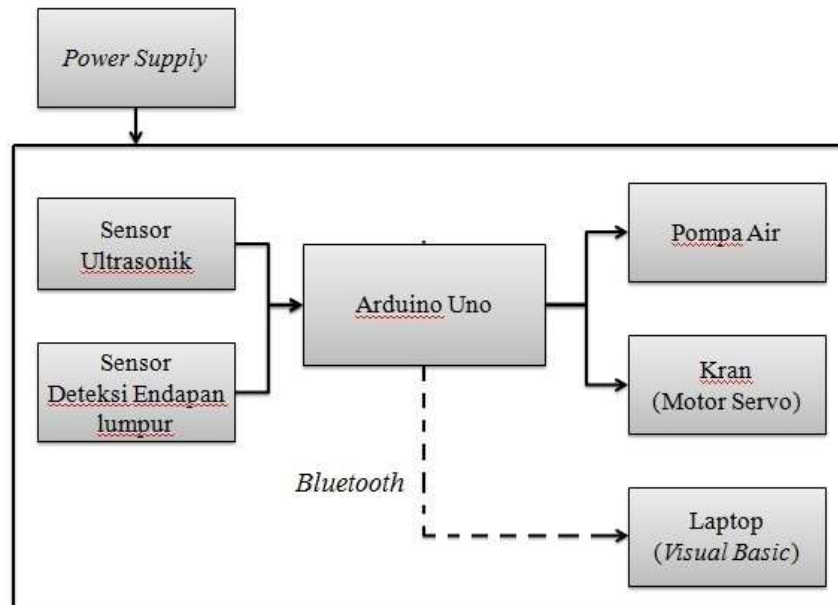 Power Supply
Sensor
Ultrasonik
Sensor
Deteksi Endapan
lumpur
Arduino Uno
Pompa Air
Kran
(Motor Servo)
Bluetooth
Laptop
(Visual Basic)